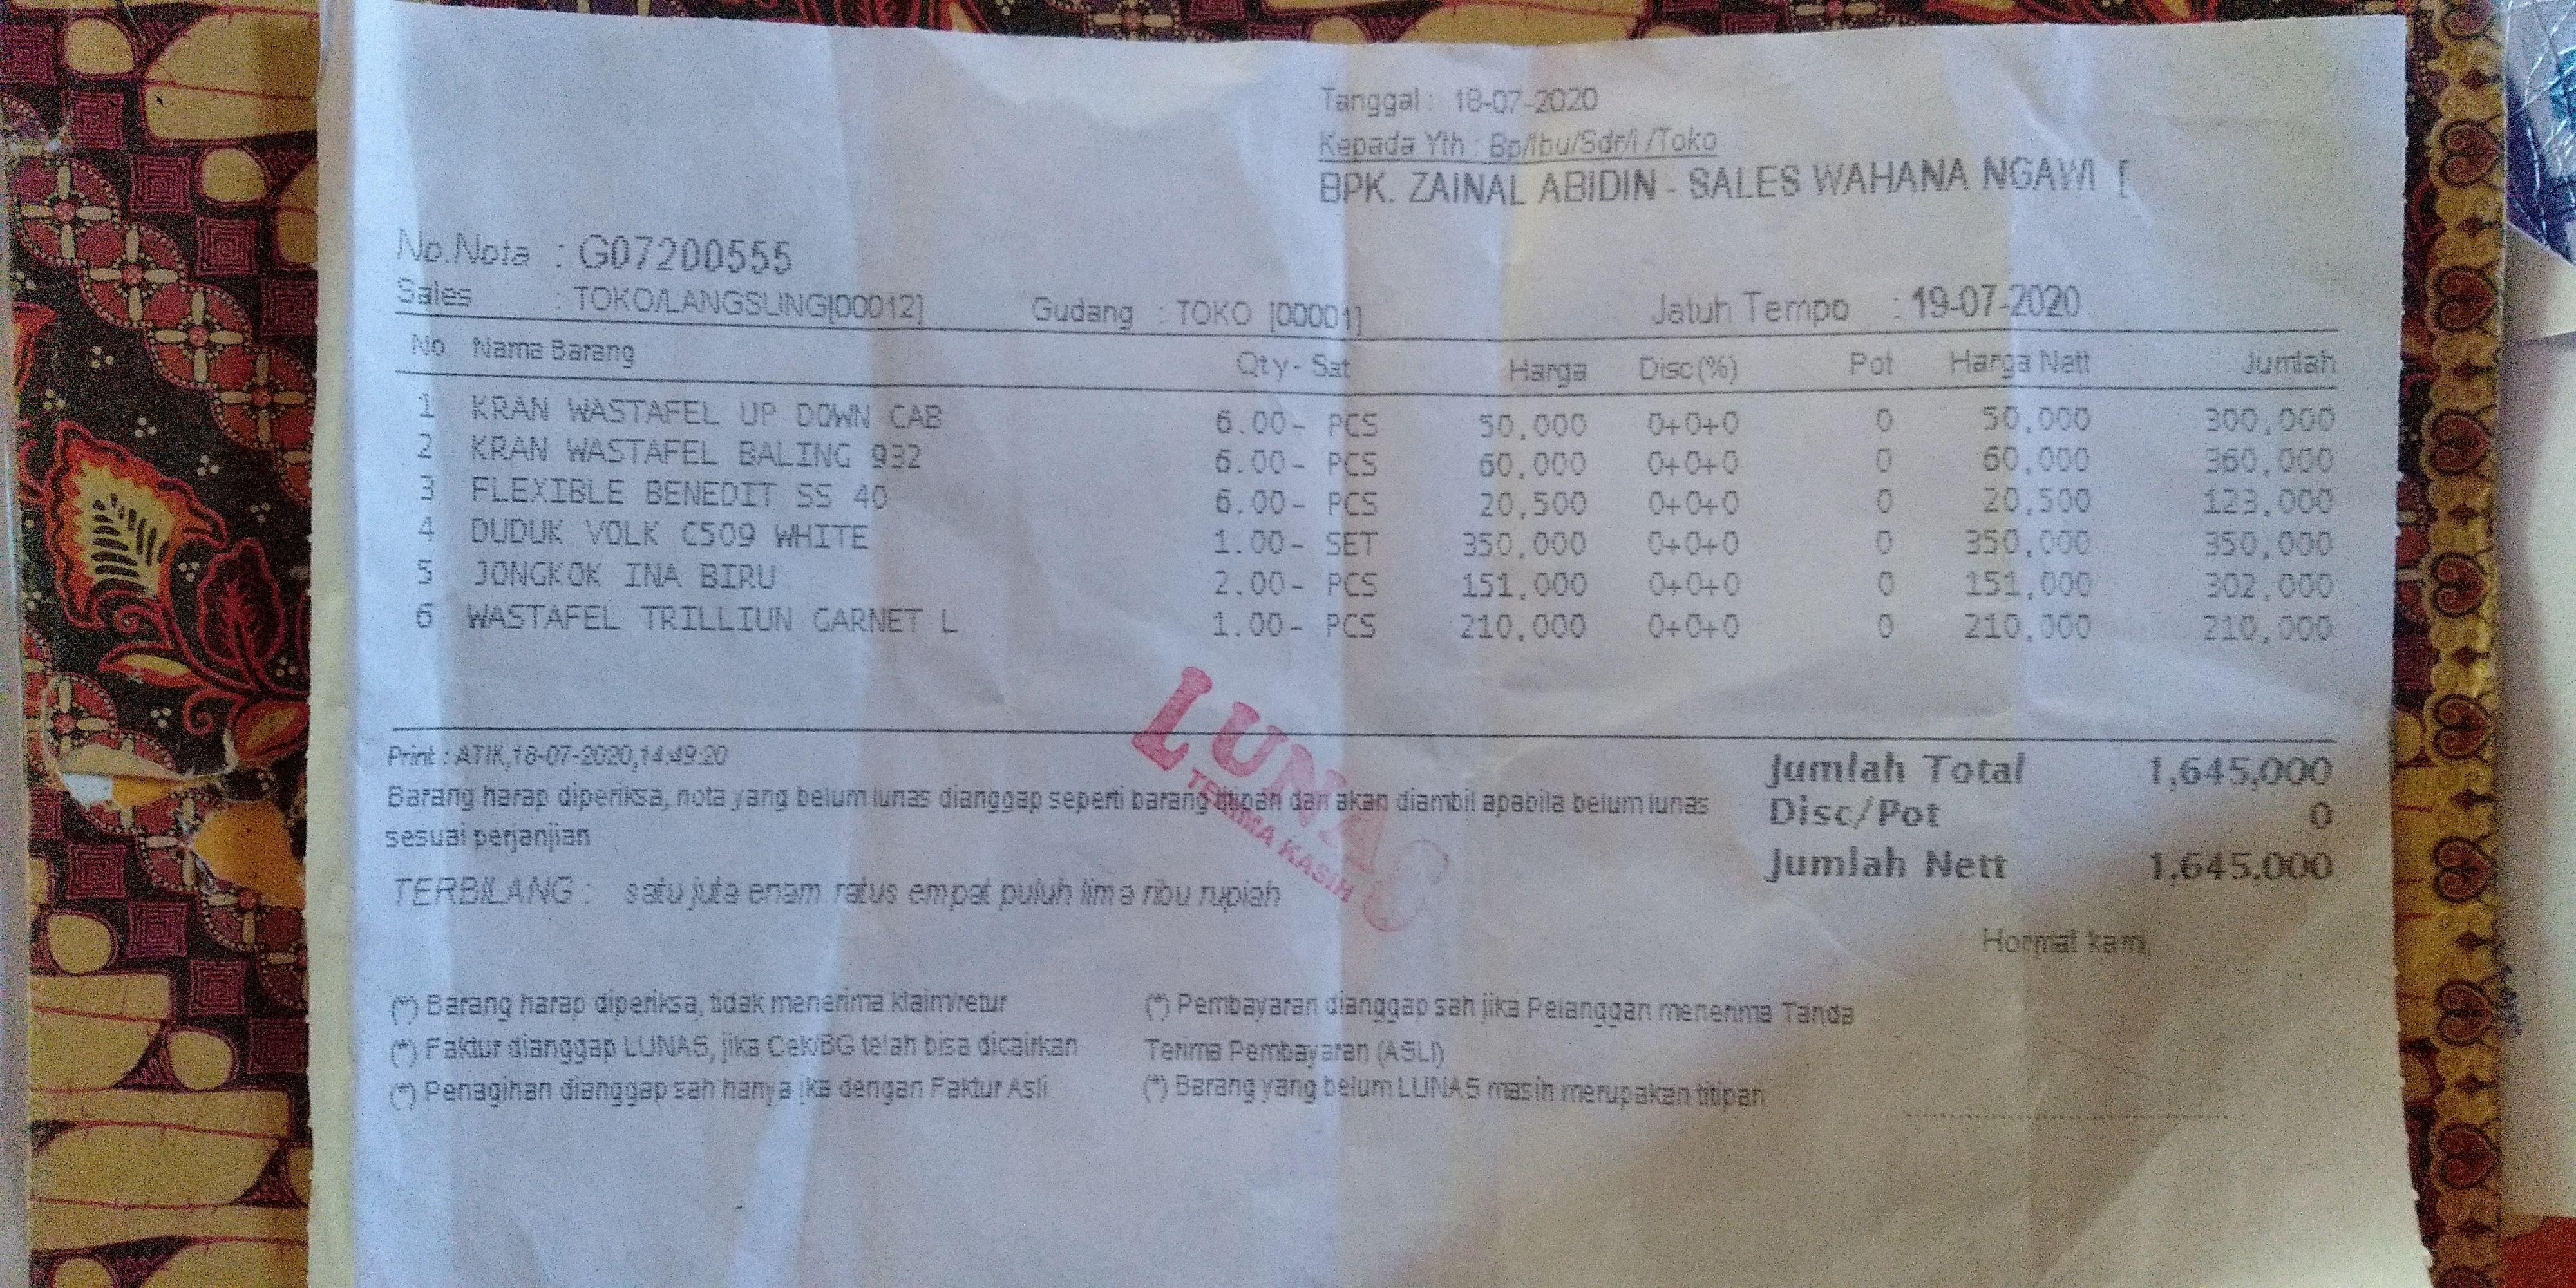 Tanggal : 18-07-2020
Kepada Yth : Bp/Ibu/Sdr/i /Toko
BPK. ZAINAL ABIDIN - SALES WAHANA NGAWI [
No.Nota : G07200555
Sales : TOKO/LANGSUNG[00012] Gudang : TOKO [00001] Jatuh Tempo : 19-07-2020
No Nama Barang Qty - Sat Harga Disc(%) Pot Harga Nett Jumlah
1 KRAN WASTAFEL UP DOWN CAB 6.00- PCS 50,000 0+0+0 0 50,000 300,000
2 KRAN WASTAFEL BALING 932 6.00- PCS 60,000 0+0+0 0 60,000 360,000
3 FLEXIBLE BENEDIT SS 40 6.00- PCS 20,500 0+0+0 0 20,500 123,000
4 DUDUK VOLK C509 WHITE 1.00- SET 350,000 0+0+0 0 350,000 350,000
5 JONGKOK INA BIRU 2.00- PCS 151,000 0+0+0 0 151,000 302,000
6 WASTAFEL TRILLIUN GARNET L 1.00- PCS 210,000 0+0+0 0 210,000 210,000
LUNAS
TERIMA KASIH
Print : ATIK,18-07-2020,14:49:20
Barang harap diperiksa, nota yang belum lunas dianggap seperti barang titipan dan akan diambil apabila belum lunas
sesuai perjanjian
Jumlah Total 1,645,000
Disc/Pot 0
Jumlah Nett 1,645,000
TERBILANG : satu juta enam ratus empat puluh lima ribu rupiah
Hormat kami,
(*) Barang harap diperiksa, tidak menerima klaim/retur
(*) Faktur dianggap LUNAS, jika Cek/BG telah bisa dicairkan
(*) Penagihan dianggap sah hanya jika dengan Faktur Asli
(*) Pembayaran dianggap sah jika Pelanggan menerima Tanda
Terima Pembayaran (ASLI)
(*) Barang yang belum LUNAS masih merupakan titipan